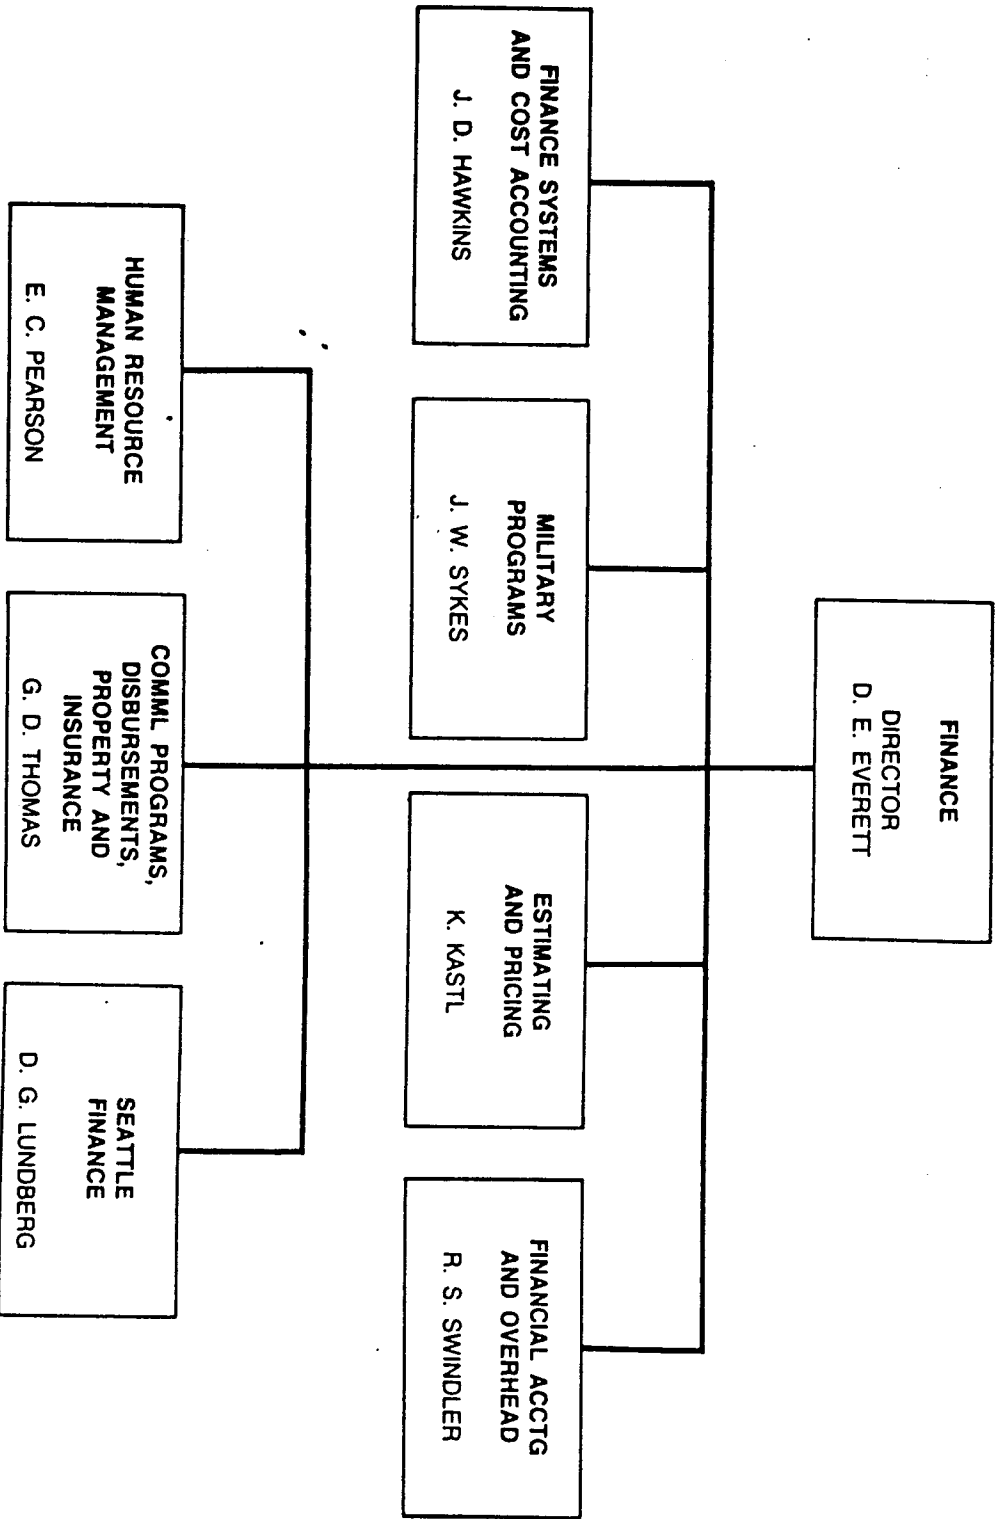 FINANCE
DIRECTOR
D. E. EVERETT
FINANCE SYSTEMS
AND COST ACCOUNTING
J. D. HAWKINS
MILITARY
PROGRAMS
J. W. SYKES
ESTIMATING
AND PRICING
K. KASTL
FINANCIAL ACCTG
AND OVERHEAD
R. S. SWINDLER
HUMAN RESOURCE
MANAGEMENT
E. C. PEARSON
COMML PROGRAMS,
DISBURSEMENTS,
PROPERTY AND
INSURANCE
G. D. THOMAS
SEATTLE
FINANCE
D. G. LUNDBERG